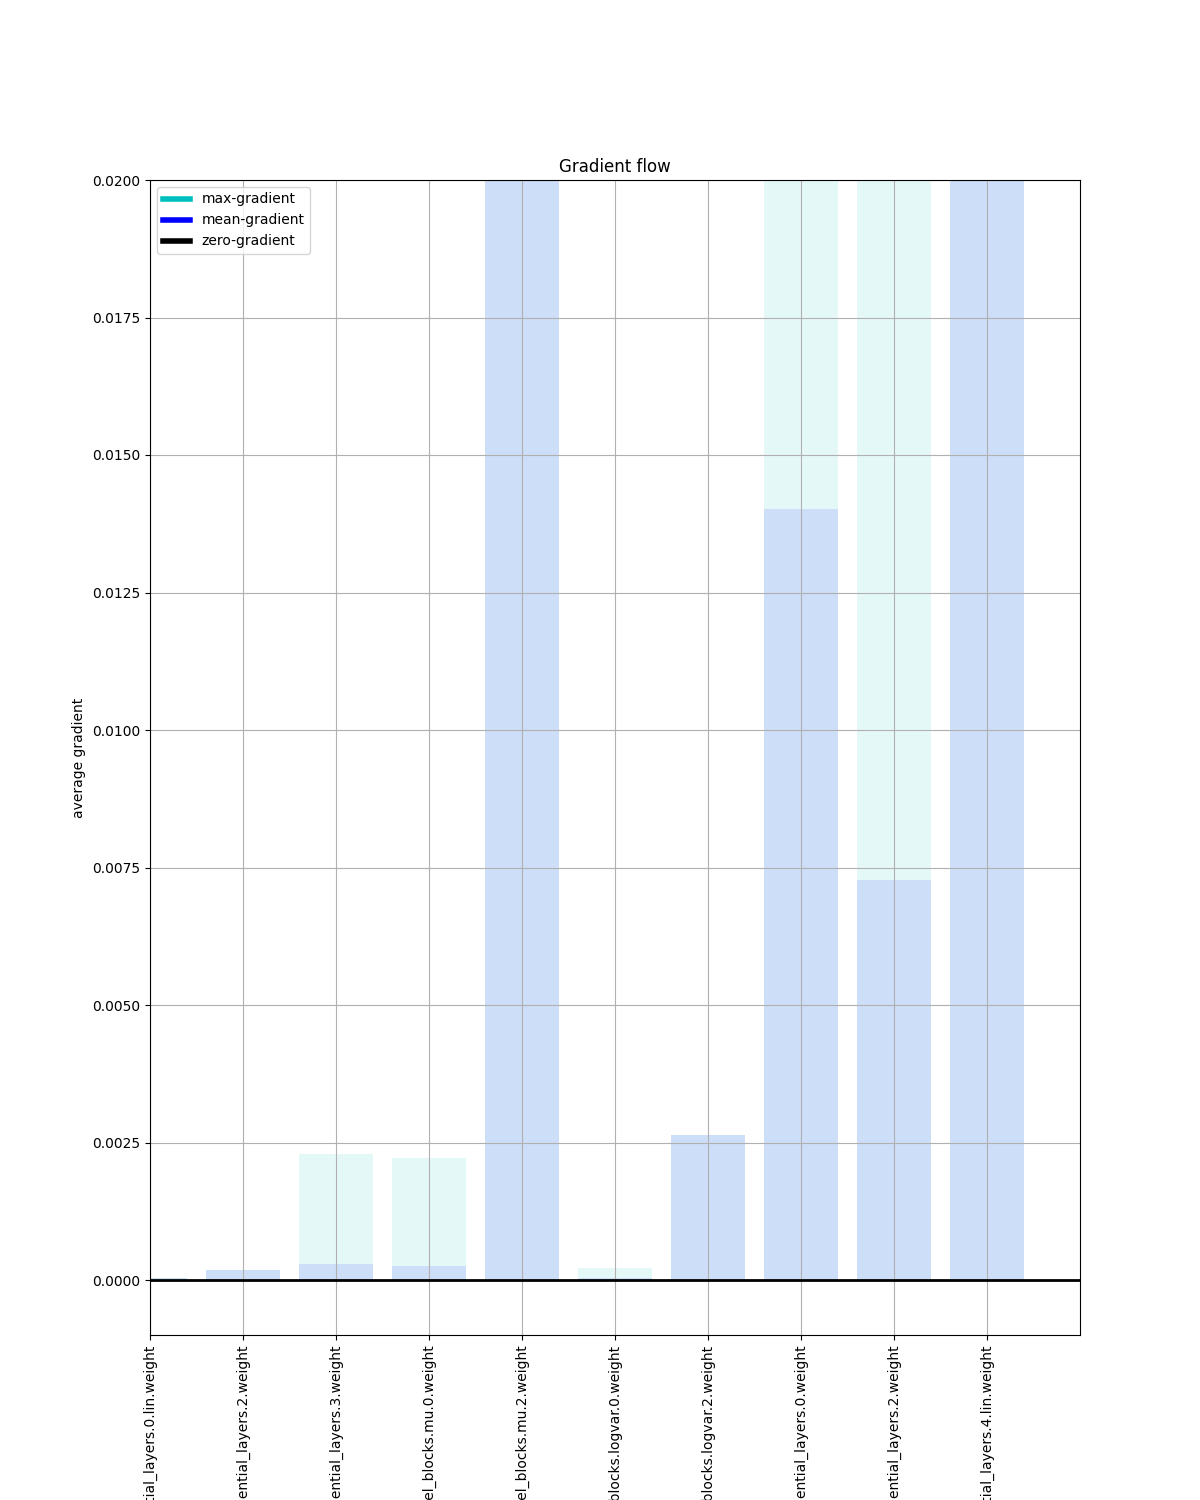 Gradient flow
max-gradient
mean-gradient
zero-gradient
average gradient
0.0200
0.0175
0.0150
0.0125
0.0100
0.0075
0.0050
0.0025
0.0000
tial_layers.0.lin.weight
ential_layers.2.weight
ential_layers.3.weight
el_blocks.mu.0.weight
el_blocks.mu.2.weight
blocks.logvar.0.weight
blocks.logvar.2.weight
ential_layers.0.weight
ential_layers.2.weight
tial_layers.4.lin.weight